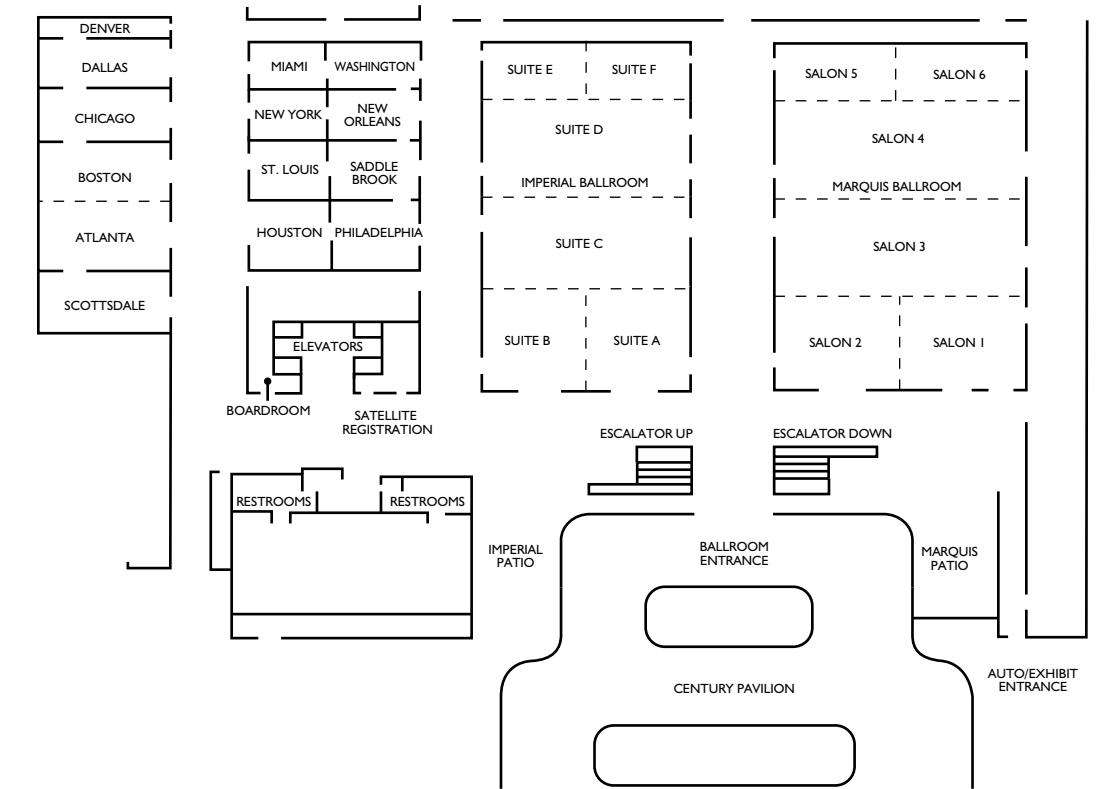 DENVER
DALLAS
CHICAGO
BOSTON
ATLANTA
SCOTTSDALE
MIAMI
WASHINGTON
NEW YORK
NEW
ORLEANS
ST. LOUIS
SADDLE
BROOK
HOUSTON
PHILADELPHIA
ELEVATORS
BOARDROOM
SATELLITE
REGISTRATION
RESTROOMS
RESTROOMS
SUITE E
SUITE F
SUITE D
IMPERIAL BALLROOM
SUITE C
SUITE B
SUITE A
SALON 5
SALON 6
SALON 4
MARQUIS BALLROOM
SALON 3
SALON 2
SALON 1
ESCALATOR UP
ESCALATOR DOWN
IMPERIAL
PATIO
BALLROOM
ENTRANCE
MARQUIS
PATIO
CENTURY PAVILION
AUTO/EXHIBIT
ENTRANCE